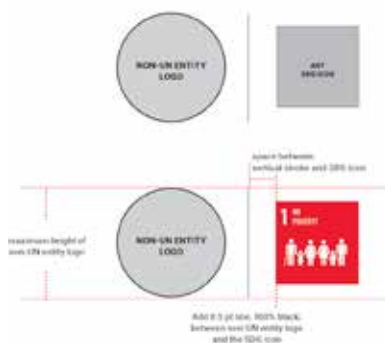 NON-UN ENTITY
LOGO
ANY
SDG ICON
space between
vertical stroke and SDG icon
maximum height of
non-UN entity logo
NON-UN ENTITY
LOGO
1 NO
POVERTY
Add 0.5 pt line, 100% black,
between non-UN entity logo
and the SDG icon